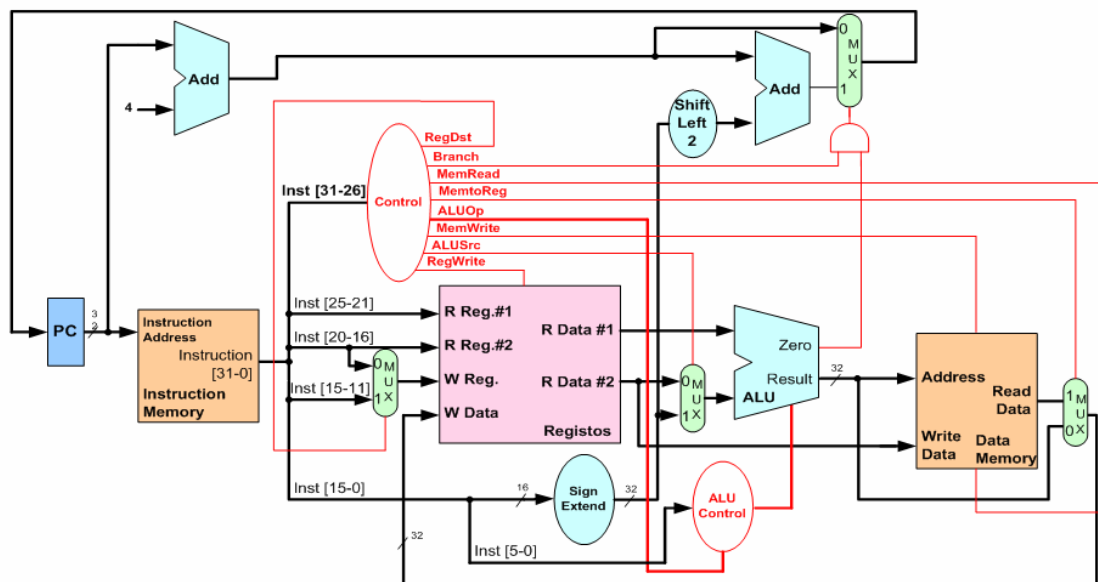 0
M
U
X
1
Add
4
Add
Shift
Left
2
RegDst
Branch
MemRead
MemtoReg
ALUOp
MemWrite
ALUSrc
RegWrite
Inst [31-26]
Control
PC
3
2
Instruction
Address
Instruction
[31-0]
Instruction
Memory
Inst [25-21]
Inst [20-16]
Inst [15-11]
0
M
U
X
1
R Reg.#1
R Reg.#2
W Reg.
W Data
R Data #1
R Data #2
Registos
0
M
U
X
1
Zero
Result
ALU
32
Address
Read
Data
Write
Data
Data
Memory
1
M
U
X
0
Inst [15-0]
16
Sign
Extend
32
ALU
Control
32
Inst [5-0]